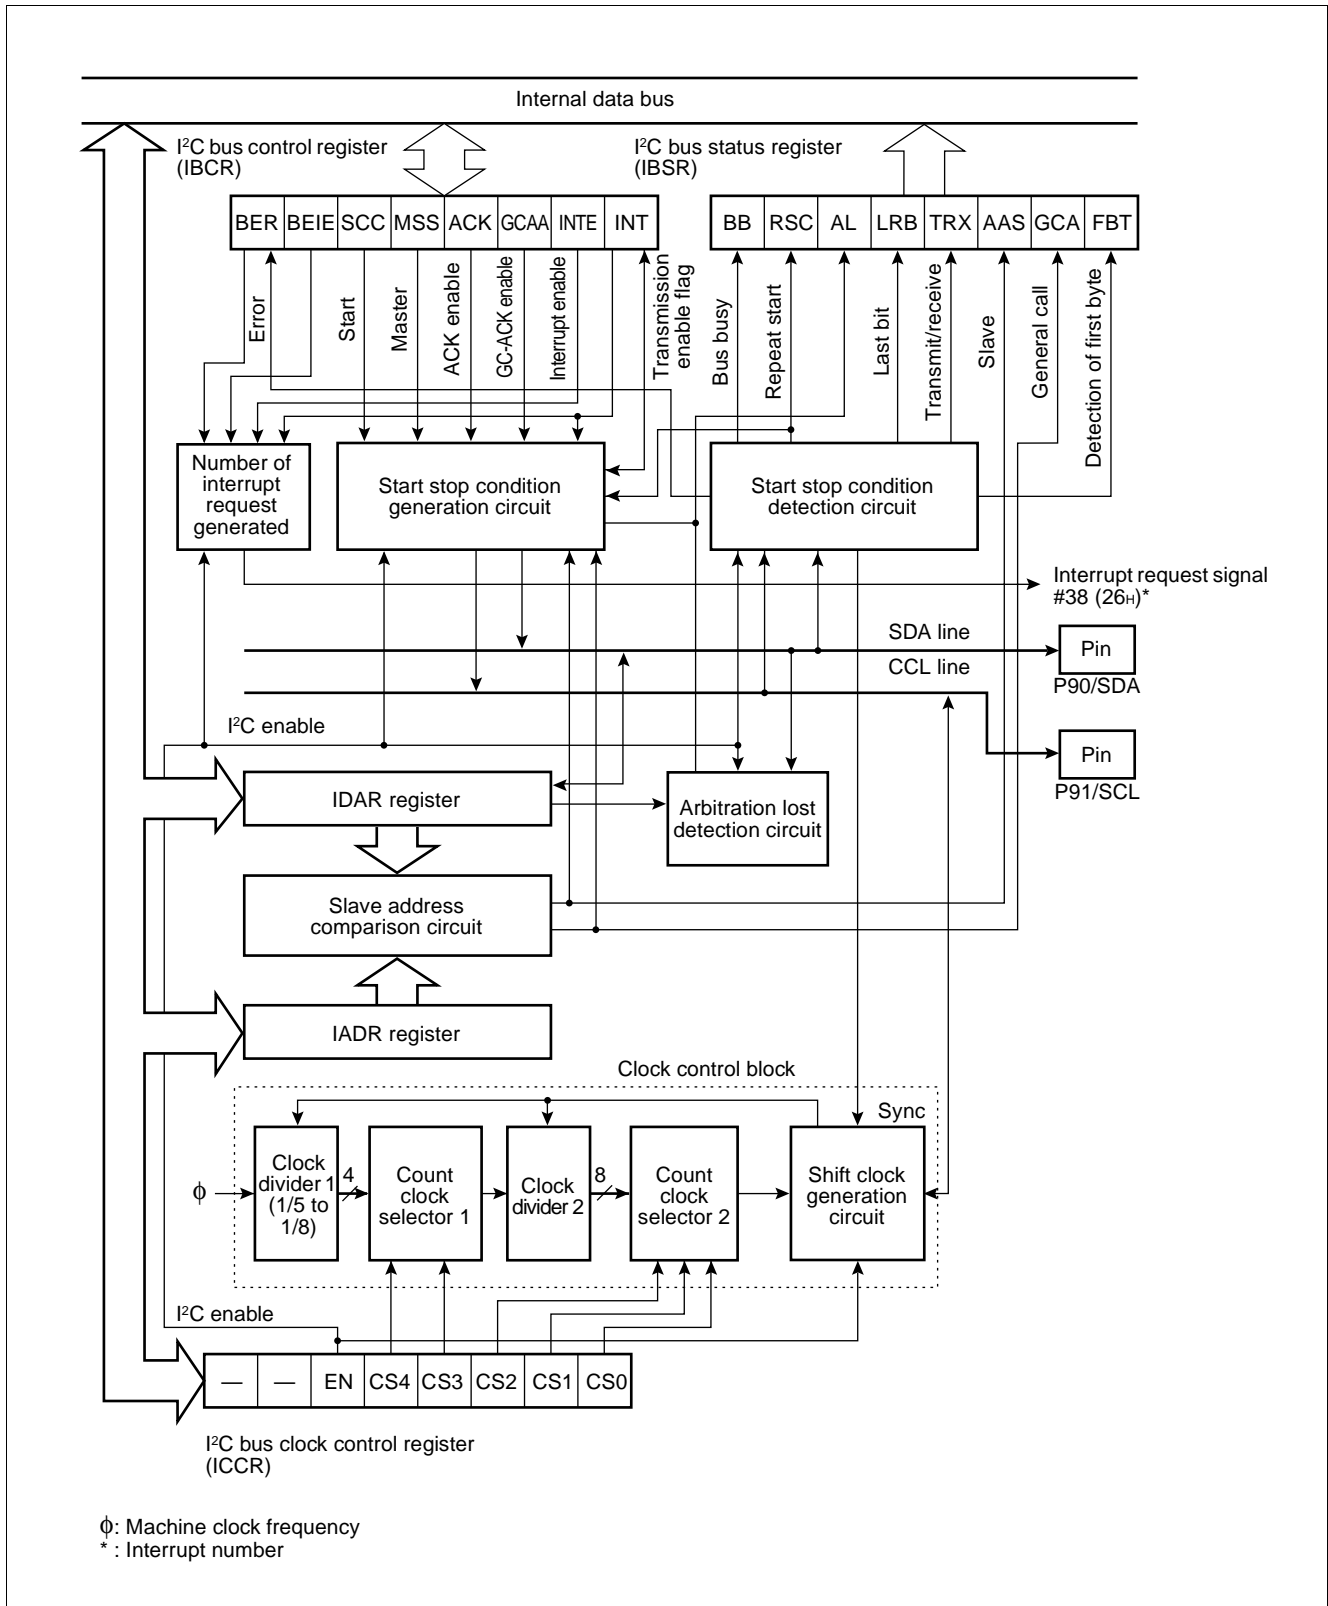 Internal data bus
I²C bus control register
(IBCR)
I²C bus status register
(IBSR)
BER BEIE SCC MSS ACK GCAA INTE INT
BB RSC AL LRB TRX AAS GCA FBT
Error
Start
Master
ACK enable
GC-ACK enable
Interrupt enable
Transmission
enable flag
Bus busy
Repeat start
Last bit
Transmit/receive
Slave
General call
Detection of first byte
Number of
interrupt
request
generated
Start stop condition
generation circuit
Start stop condition
detection circuit
Interrupt request signal
#38 (26H)*
SDA line
Pin
P90/SDA
CCL line
I²C enable
Pin
P91/SCL
IDAR register
Arbitration lost
detection circuit
Slave address
comparison circuit
IADR register
Clock control block
Sync
ϕ
Clock
divider 1
(1/5 to
1/8)
4
Count
clock
selector 1
Clock
divider 2
8
Count
clock
selector 2
Shift clock
generation
circuit
I²C enable
— — EN CS4 CS3 CS2 CS1 CS0
I²C bus clock control register
(ICCR)
ϕ: Machine clock frequency
* : Interrupt number